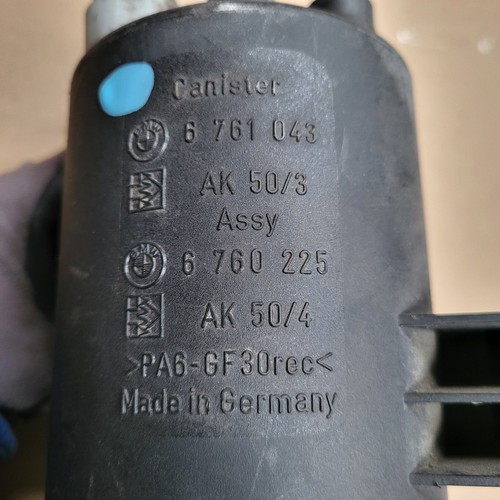 Canister
6 761 043
AK 50/3
Assy
6 760 225
AK 50/4
>PA6-GF30rec<
Made in Germany